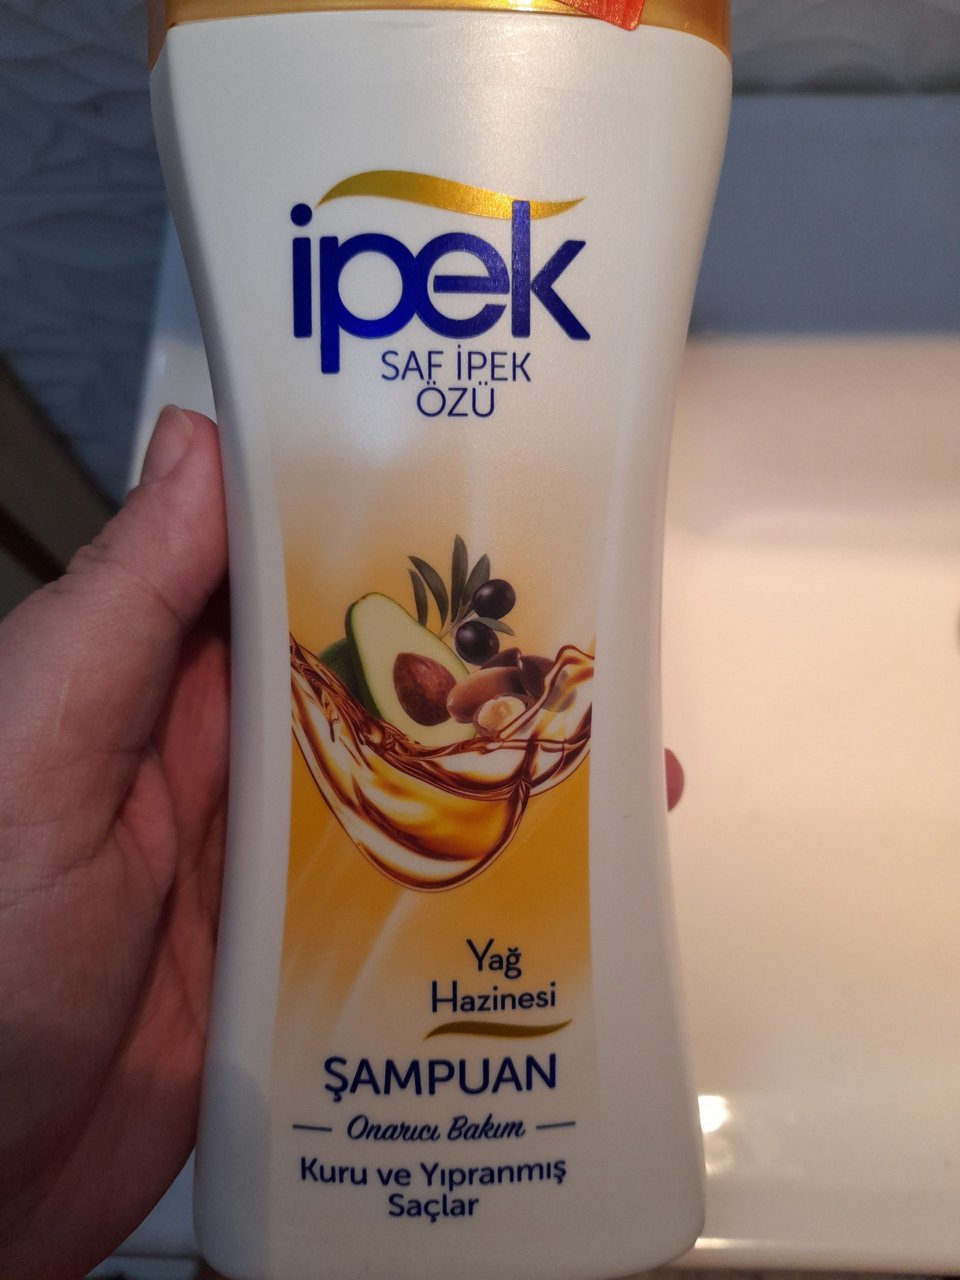 ipek
SAF İPEK
ÖZÜ
Yağ
Hazinesi
ŞAMPUAN
Onarıcı Bakım
Kuru ve Yıpranmış
Saçlar